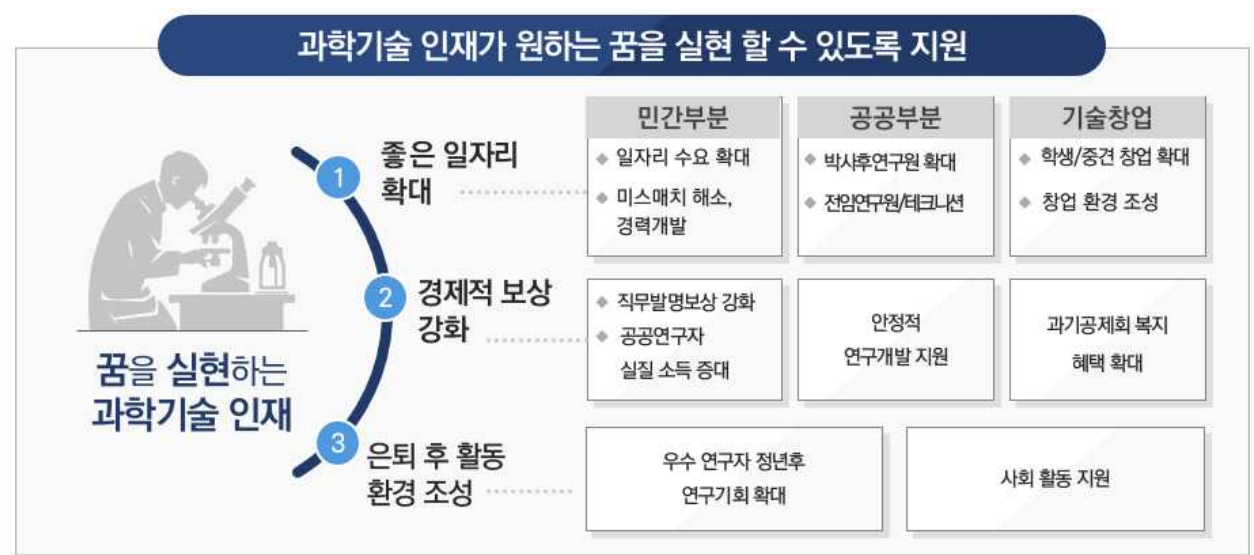 과학기술 인재가 원하는 꿈을 실현 할 수 있도록 지원
꿈을 실현하는
과학기술 인재
1
좋은 일자리
확대
민간부분
◆ 일자리 수요 확대
◆ 미스매치 해소,
경력개발
공공부분
◆ 박사후연구원 확대
◆ 전임연구원/테크니션
기술창업
◆ 학생/중견 창업 확대
◆ 창업 환경 조성
2
경제적 보상
강화
◆ 직무발명보상 강화
◆ 공공연구자
실질 소득 증대
안정적
연구개발 지원
과기공제회 복지
혜택 확대
3
은퇴 후 활동
환경 조성
우수 연구자 정년후
연구기회 확대
사회 활동 지원